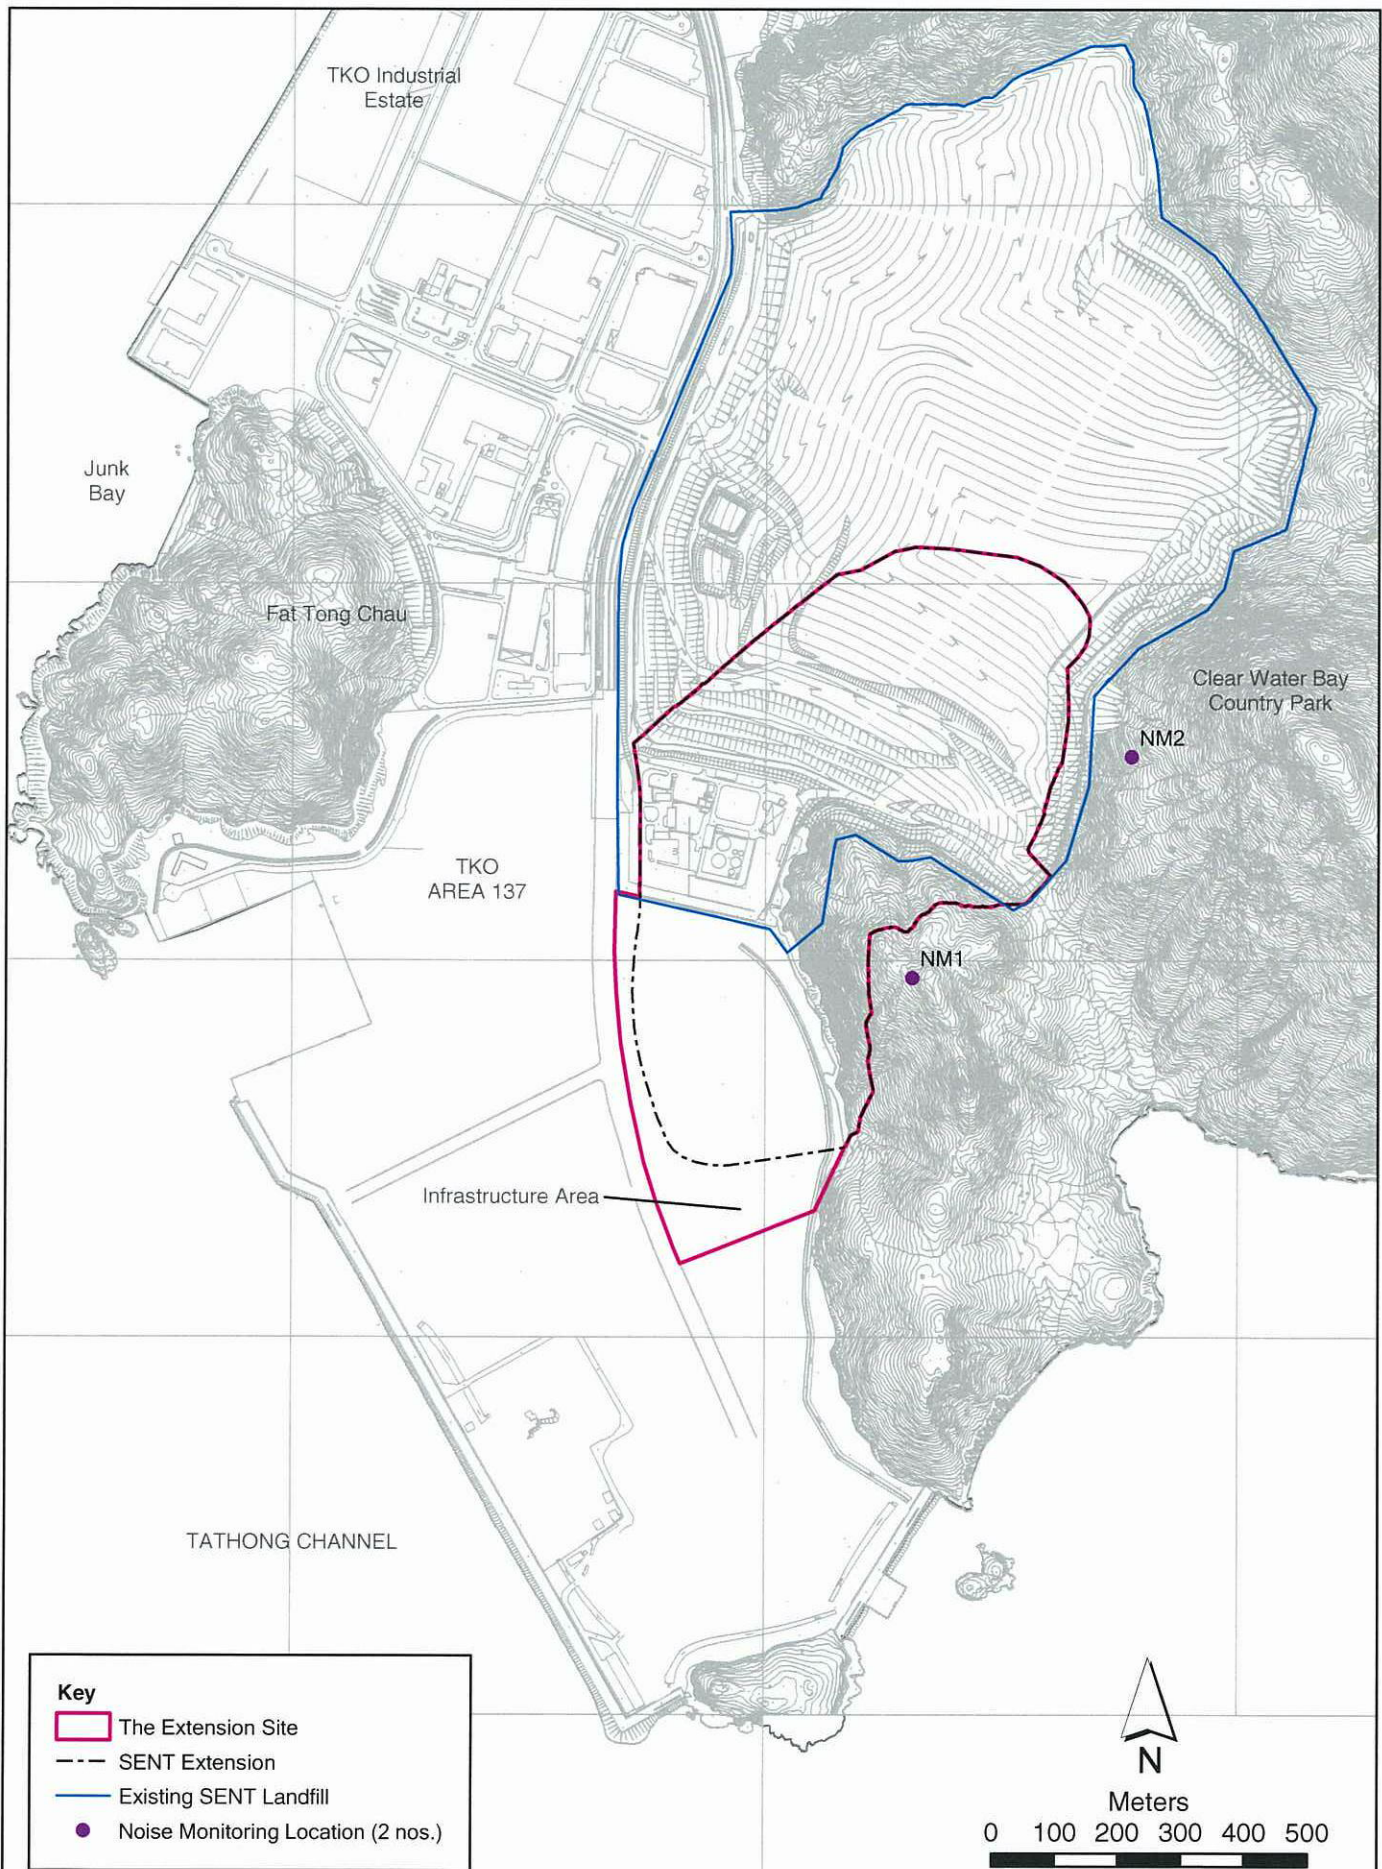 TKO Industrial
Estate
Junk
Bay
Fat Tong Chau
Clear Water Bay
Country Park
NM2
TKO
AREA 137
NM1
Infrastructure Area
TATHONG CHANNEL
Key
The Extension Site
SENT Extension
Existing SENT Landfill
Noise Monitoring Location (2 nos.)
N
Meters
0 100 200 300 400 500